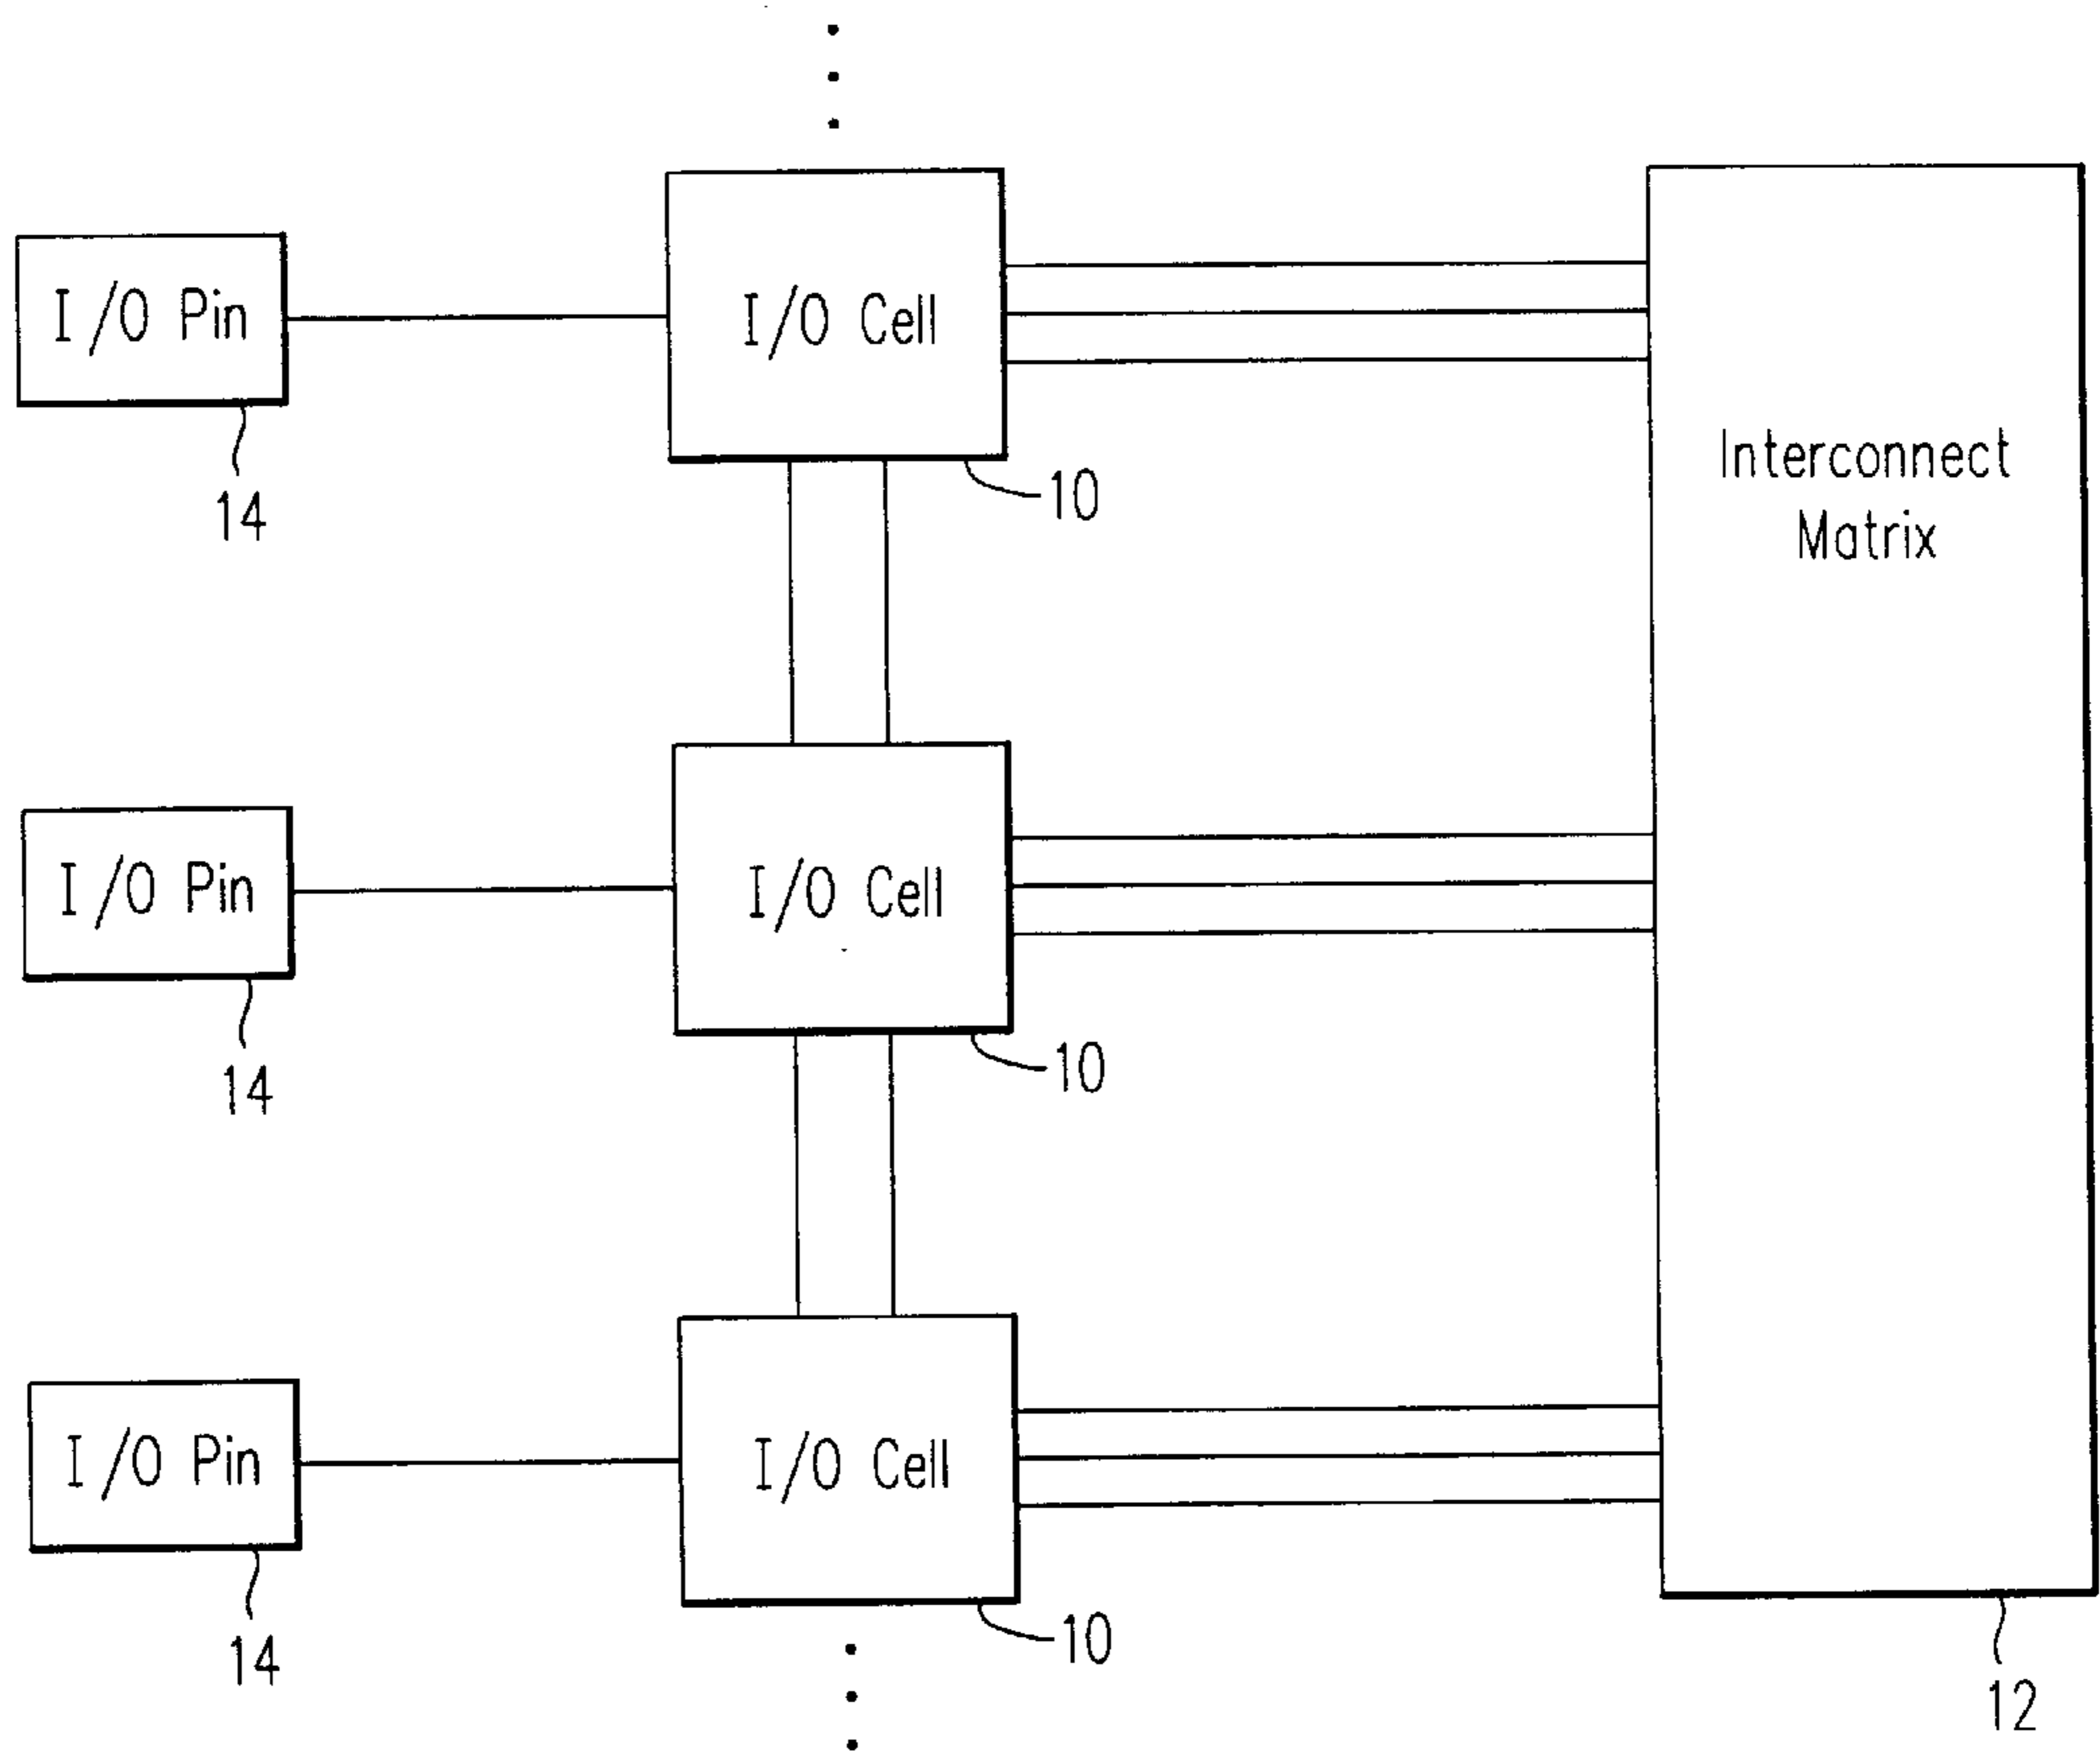 I/O Pin
14
I/O Cell
10
Interconnect
Matrix
I/O Pin
14
I/O Cell
10
I/O Pin
14
I/O Cell
10
12